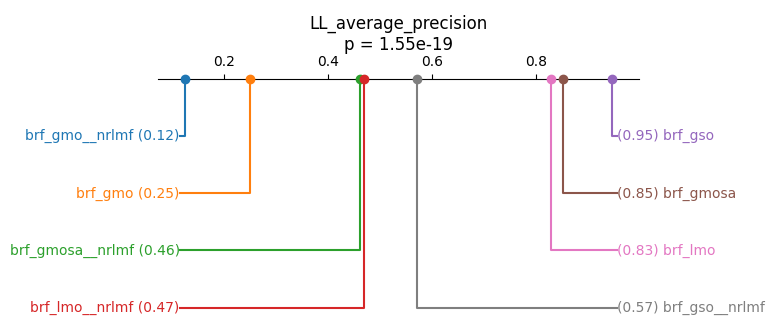 LL_average_precision
p = 1.55e-19
0.2 0.4 0.6 0.8
brf_gmo__nrlmf (0.12) (0.95) brf_gso
brf_gmo (0.25) (0.85) brf_gmosa
brf_gmosa__nrlmf (0.46) (0.83) brf_lmo
brf_lmo__nrlmf (0.47) (0.57) brf_gso__nrlmf